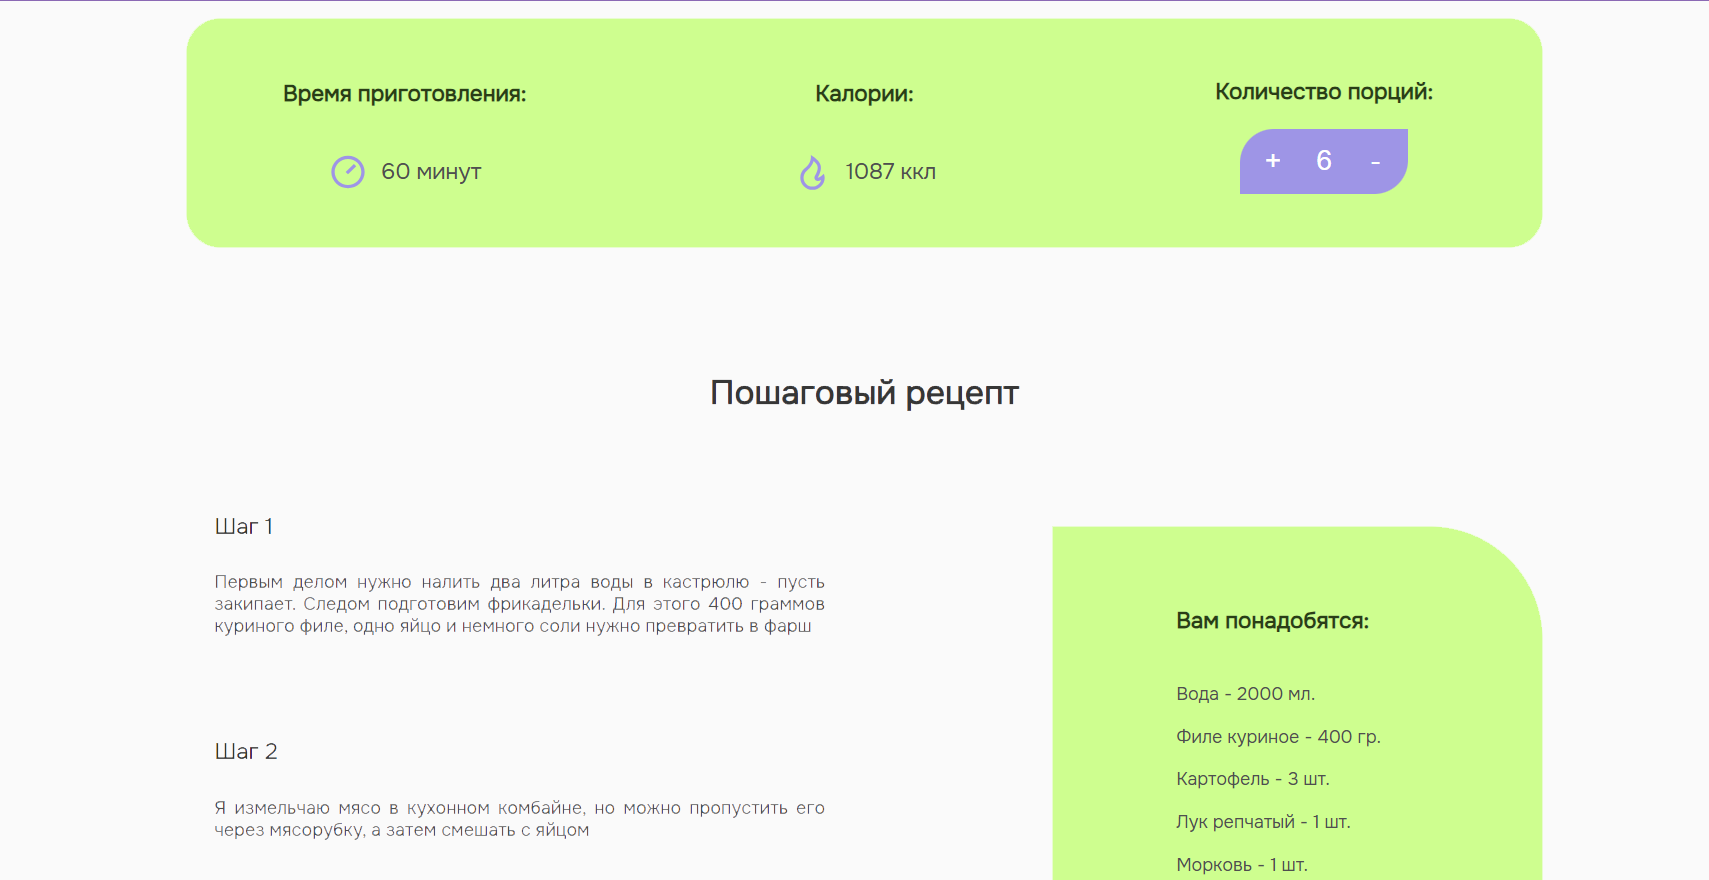 Время приготовления:
60 минут
Калории:
1087 ккл
Количество порций:
+ 6 -
Пошаговый рецепт
Шаг 1
Первым делом нужно налить два литра воды в кастрюлю - пусть
закипает. Следом подготовим фрикадельки. Для этого 400 граммов
куриного филе, одно яйцо и немного соли нужно превратить в фарш
Шаг 2
Я измельчаю мясо в кухонном комбайне, но можно пропустить его
через мясорубку, а затем смешать с яйцом
Вам понадобятся:
Вода - 2000 мл.
Филе куриное - 400 гр.
Картофель - 3 шт.
Лук репчатый - 1 шт.
Морковь - 1 шт.